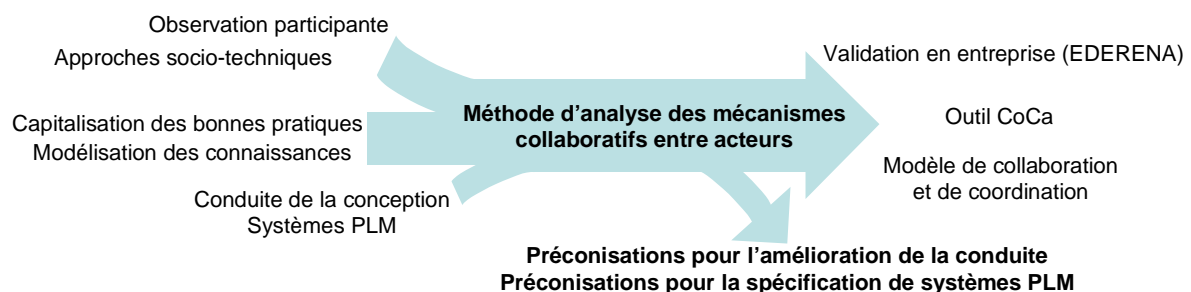 Observation participante
Approches socio-techniques
Capitalisation des bonnes pratiques
Modélisation des connaissances
Conduite de la conception
Systèmes PLM
Méthode d’analyse des mécanismes
collaboratifs entre acteurs
Validation en entreprise (EDERENA)
Outil CoCa
Modèle de collaboration
et de coordination
Préconisations pour l’amélioration de la conduite
Préconisations pour la spécification de systèmes PLM